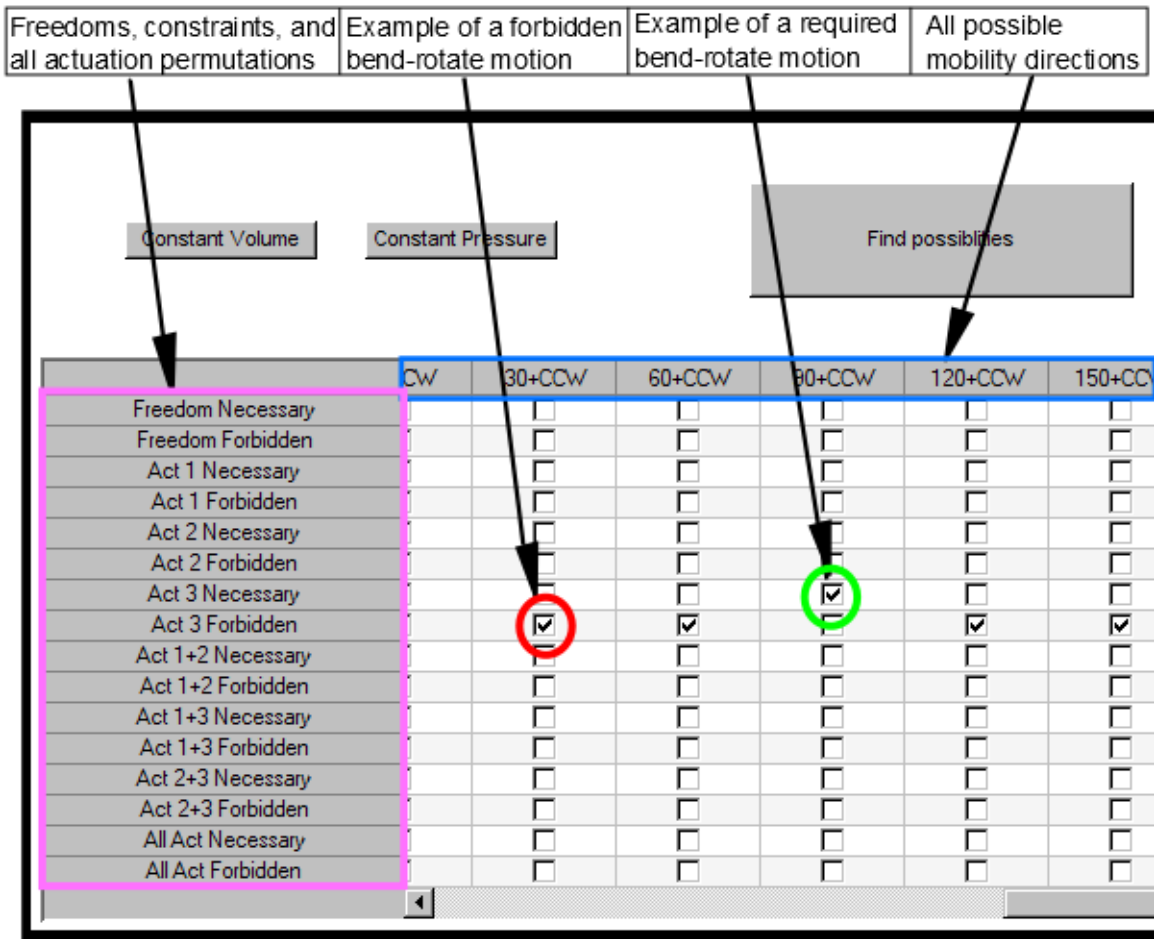 Freedoms, constraints, and
all actuation permutations
Example of a forbidden
bend-rotate motion
Example of a required
bend-rotate motion
All possible
mobility directions
Constant Volume
Constant Pressure
Find possiblities
CW 30+CCW 60+CCW 90+CCW 120+CCW 150+CCW
Freedom Necessary
Freedom Forbidden
Act 1 Necessary
Act 1 Forbidden
Act 2 Necessary
Act 2 Forbidden
Act 3 Necessary
Act 3 Forbidden
Act 1+2 Necessary
Act 1+2 Forbidden
Act 1+3 Necessary
Act 1+3 Forbidden
Act 2+3 Necessary
Act 2+3 Forbidden
All Act Necessary
All Act Forbidden